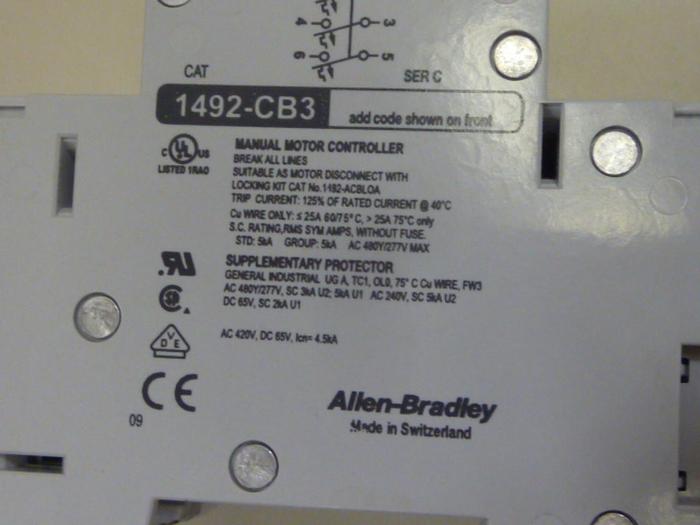 4 3
6 5
CAT SER C
1492-CB3 add code shown on front
c UL US
LISTED 1RA0
MANUAL MOTOR CONTROLLER
BREAK ALL LINES
SUITABLE AS MOTOR DISCONNECT WITH
LOCKING KIT CAT No. 1492-ACBLOA
TRIP CURRENT: 125% OF RATED CURRENT @ 40°C
Cu WIRE ONLY: ≤ 25A 60/75°C, > 25A 75°C only
S.C. RATING,RMS SYM AMPS, WITHOUT FUSE.
STD: 5kA GROUP: 5kA AC 480Y/277V MAX
SUPPLEMENTARY PROTECTOR
GENERAL INDUSTRIAL UG A, TC1, OL0, 75° C Cu WIRE, FW3
AC 480Y/277V, SC 3kA U2; 5kA U1 AC 240V, SC 5kA U2
DC 65V, SC 2kA U1
DVE
AC 420V, DC 65V, Icn= 4.5kA
CE
09
Allen-Bradley
Made in Switzerland